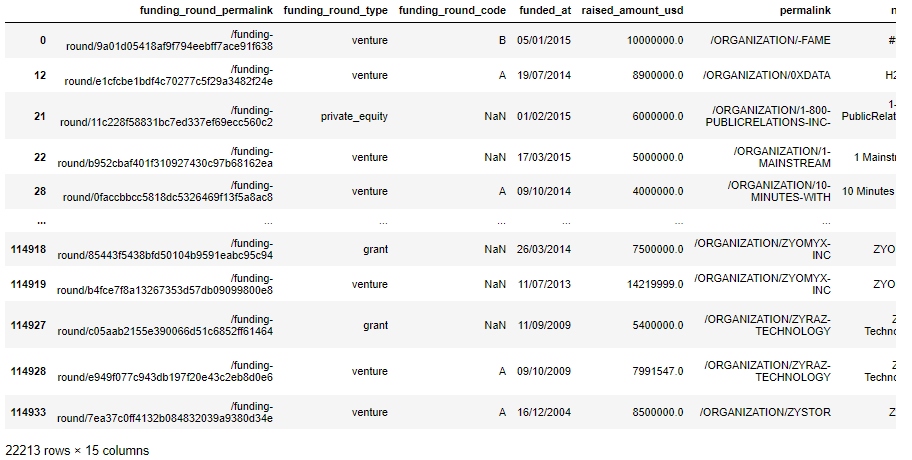 funding_round_permalink funding_round_type funding_round_code funded_at raised_amount_usd permalink n
/funding-
0 venture B 05/01/2015 10000000.0 /ORGANIZATION/-FAME #
round/9a01d05418af9f794eebff7ace91f638
/funding-
12 venture A 19/07/2014 8900000.0 /ORGANIZATION/0XDATA H2
round/e1cfcbe1bdf4c70277c5f29a3482f24e
/funding- /ORGANIZATION/1-800- 1-
21 private_equity NaN 01/02/2015 6000000.0
round/11c228f58831bc7ed337ef69ecc560c2 PUBLICRELATIONS-INC- PublicRelat
/funding- /ORGANIZATION/1-
22 venture NaN 17/03/2015 5000000.0 1 Mainstr
round/b952cbaf401f310927430c97b68162ea MAINSTREAM
/funding- /ORGANIZATION/10-
28 venture A 09/10/2014 4000000.0 10 Minutes
round/0faccbbcc5818dc5326469f13f5a8ac8 MINUTES-WITH
... ... ... ... ... ... ...
/funding- /ORGANIZATION/ZYOMYX-
114918 grant NaN 26/03/2014 7500000.0 ZYO
round/85443f5438bfd50104b9591eabc95c94 INC
/funding- /ORGANIZATION/ZYOMYX-
114919 venture NaN 11/07/2013 14219999.0 ZYO
round/b4fce7f8a13267353d57db09099800e8 INC
/funding- /ORGANIZATION/ZYRAZ- Z
114927 grant NaN 11/09/2009 5400000.0
round/c05aab2155e390066d51c6852ff61464 TECHNOLOGY Techno
/funding- /ORGANIZATION/ZYRAZ- Z
114928 venture A 09/10/2009 7991547.0
round/e949f077c943db197f20e43c2eb8d0e6 TECHNOLOGY Techno
/funding-
114933 venture A 16/12/2004 8500000.0 /ORGANIZATION/ZYSTOR Z
round/7ea37c0ff4132b084832039a9380d34e
22213 rows × 15 columns